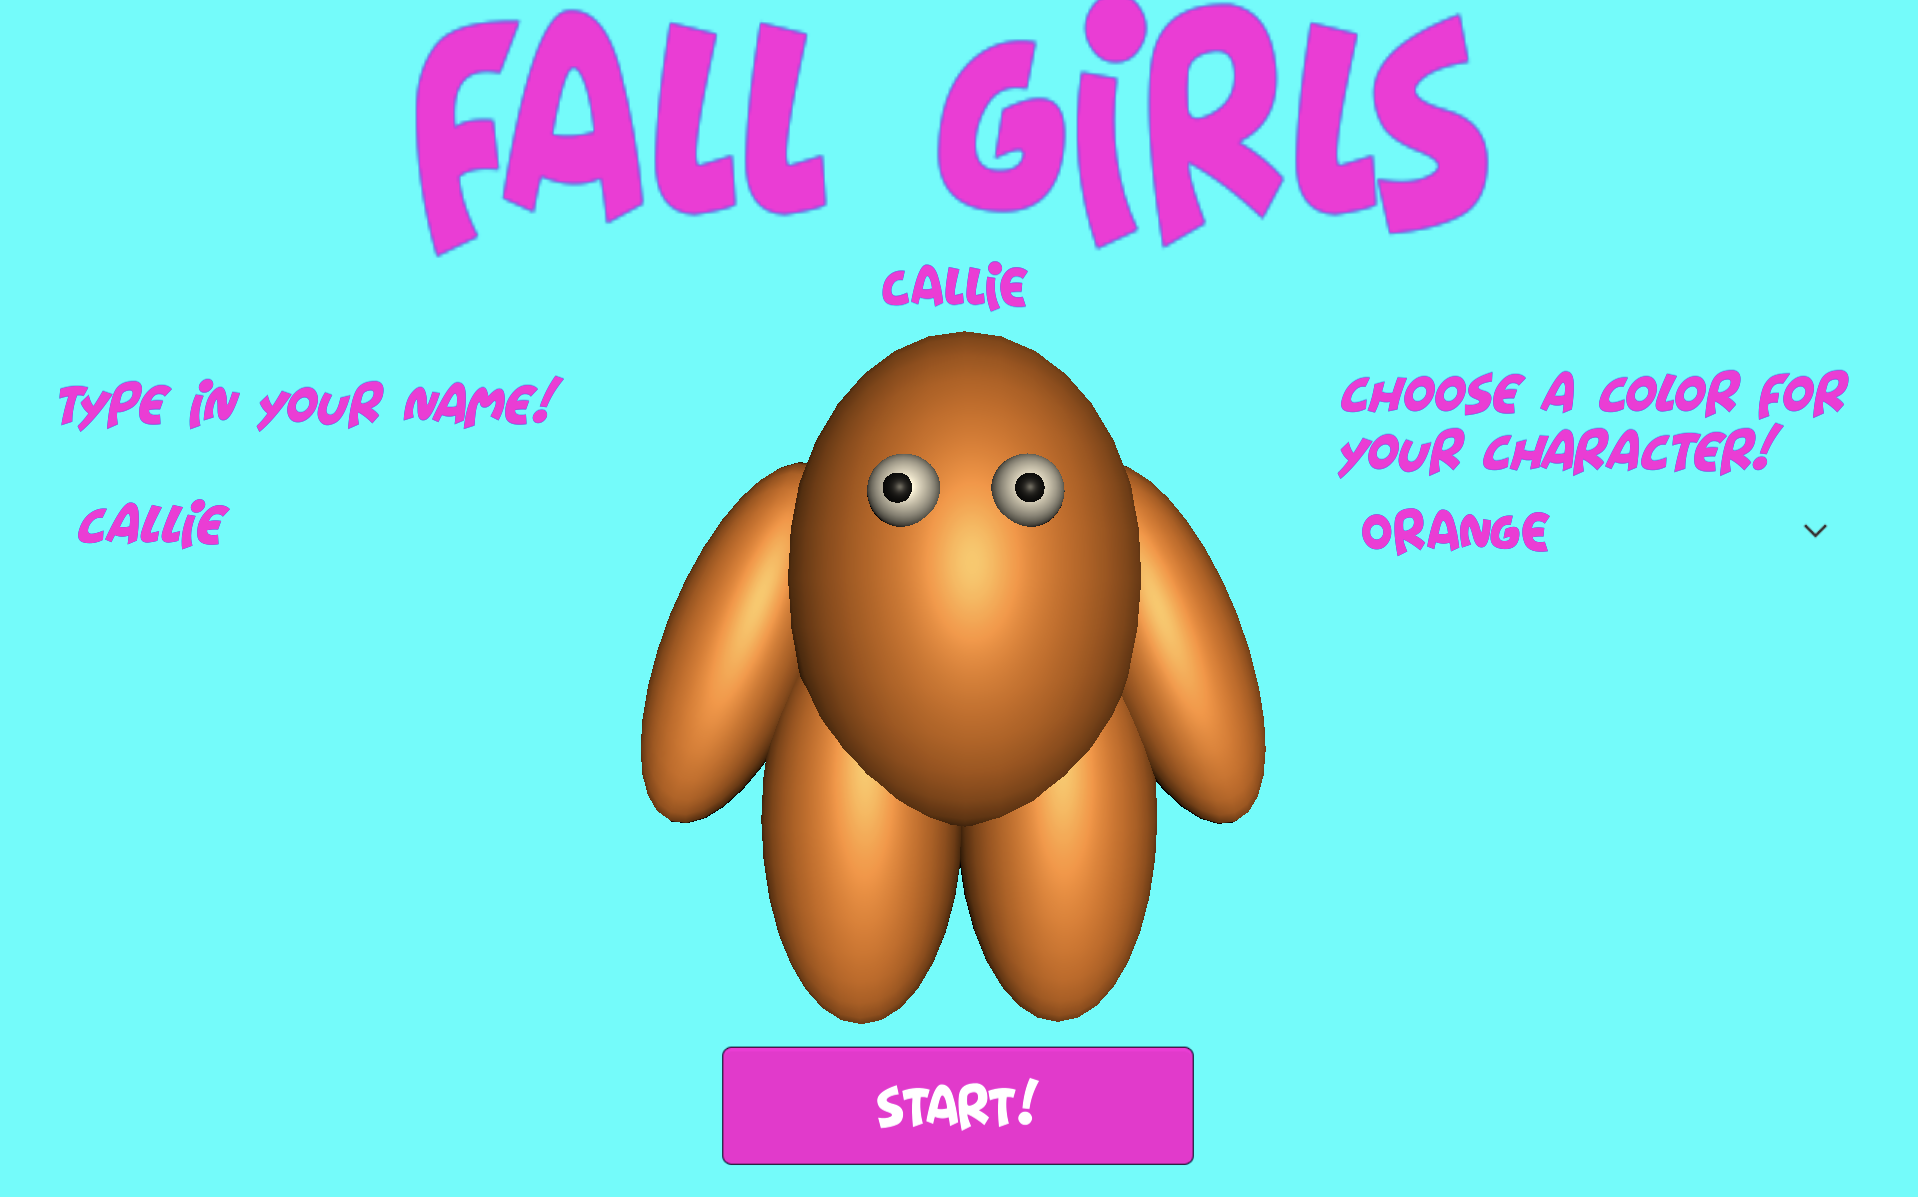 FALL GiRLS
CALLiE
TYPE iN YOUR NAME!
CALLiE
CHOOSE A COLOR FOR
YOUR CHARACTER!
ORANGE
START!